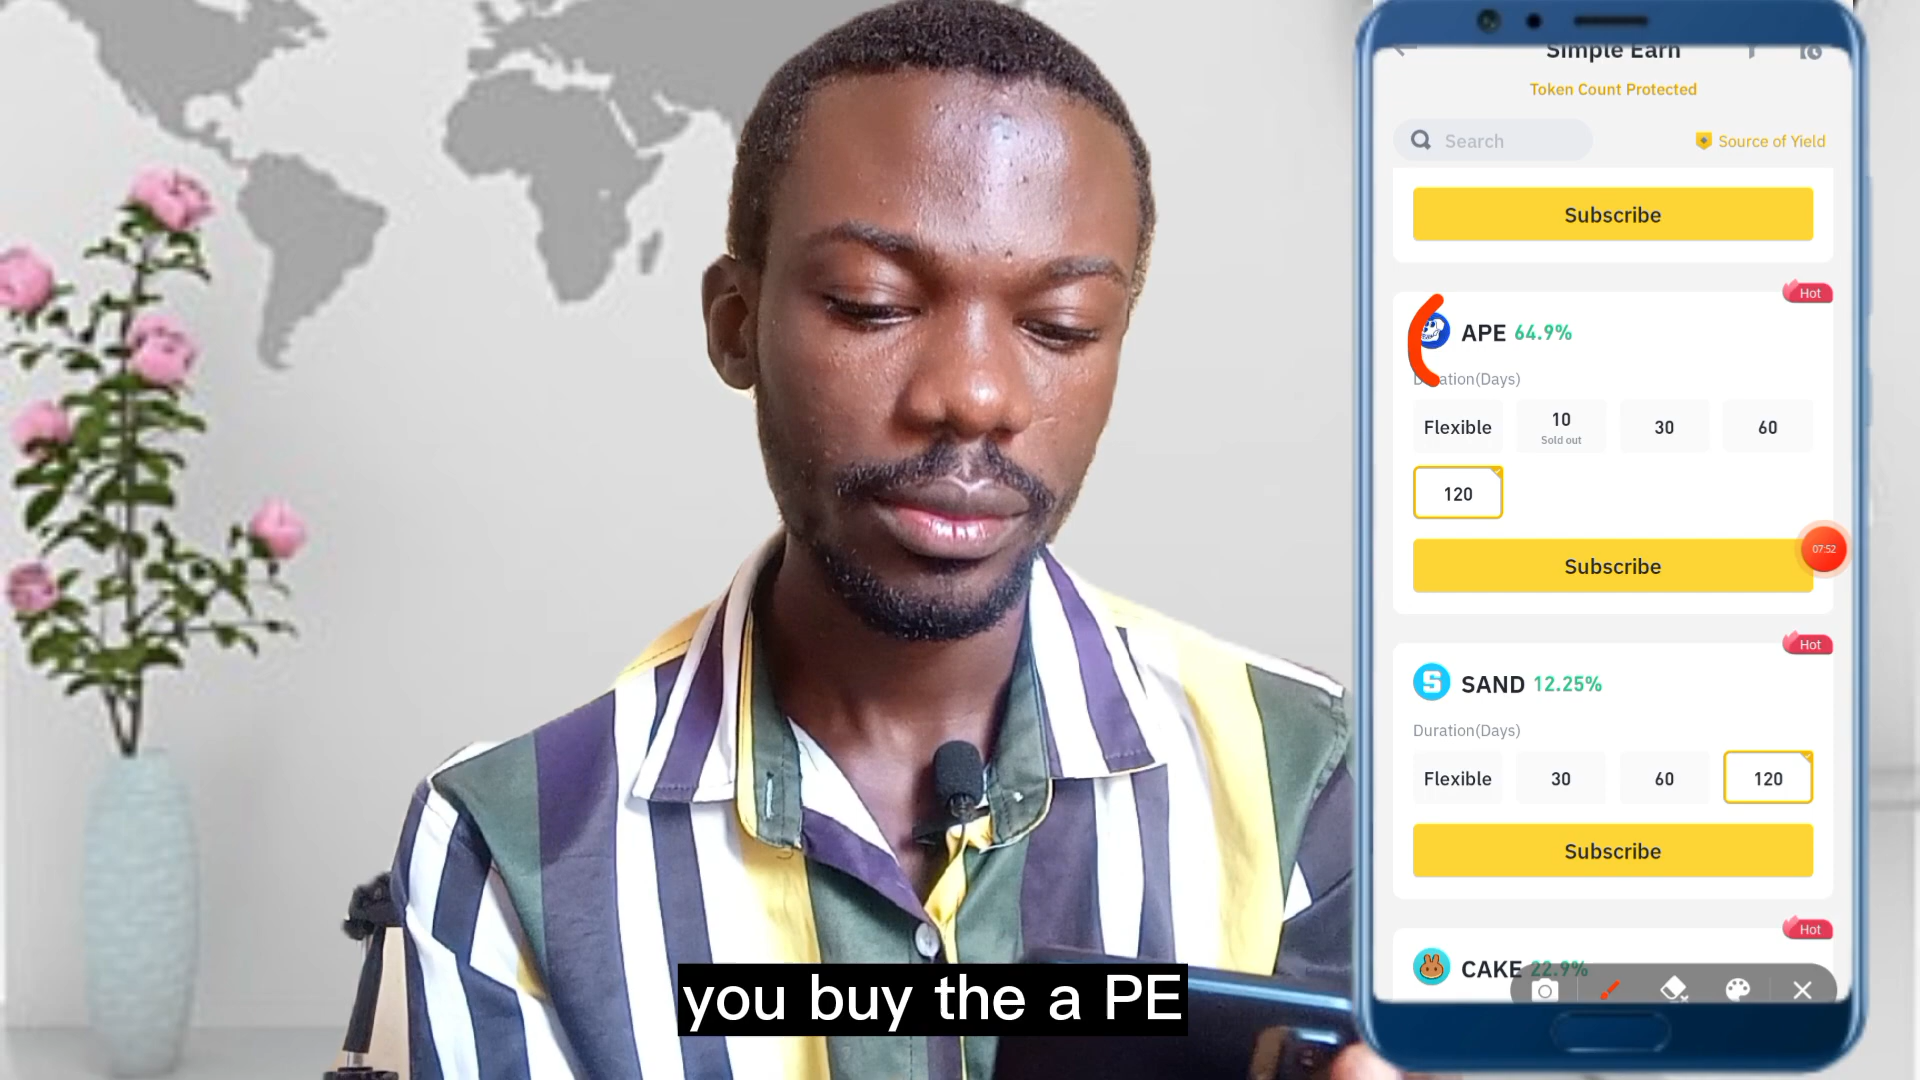 Simple Earn
Token Count Protected
Search
Source of Yield
Subscribe
Hot
APE 64.9%
Duration(Days)
Flexible
10
Sold out
30
60
120
Subscribe
07:52
Hot
SAND 12.25%
Duration(Days)
Flexible
30
60
120
Subscribe
Hot
CAKE 22.9%
you buy the a PE